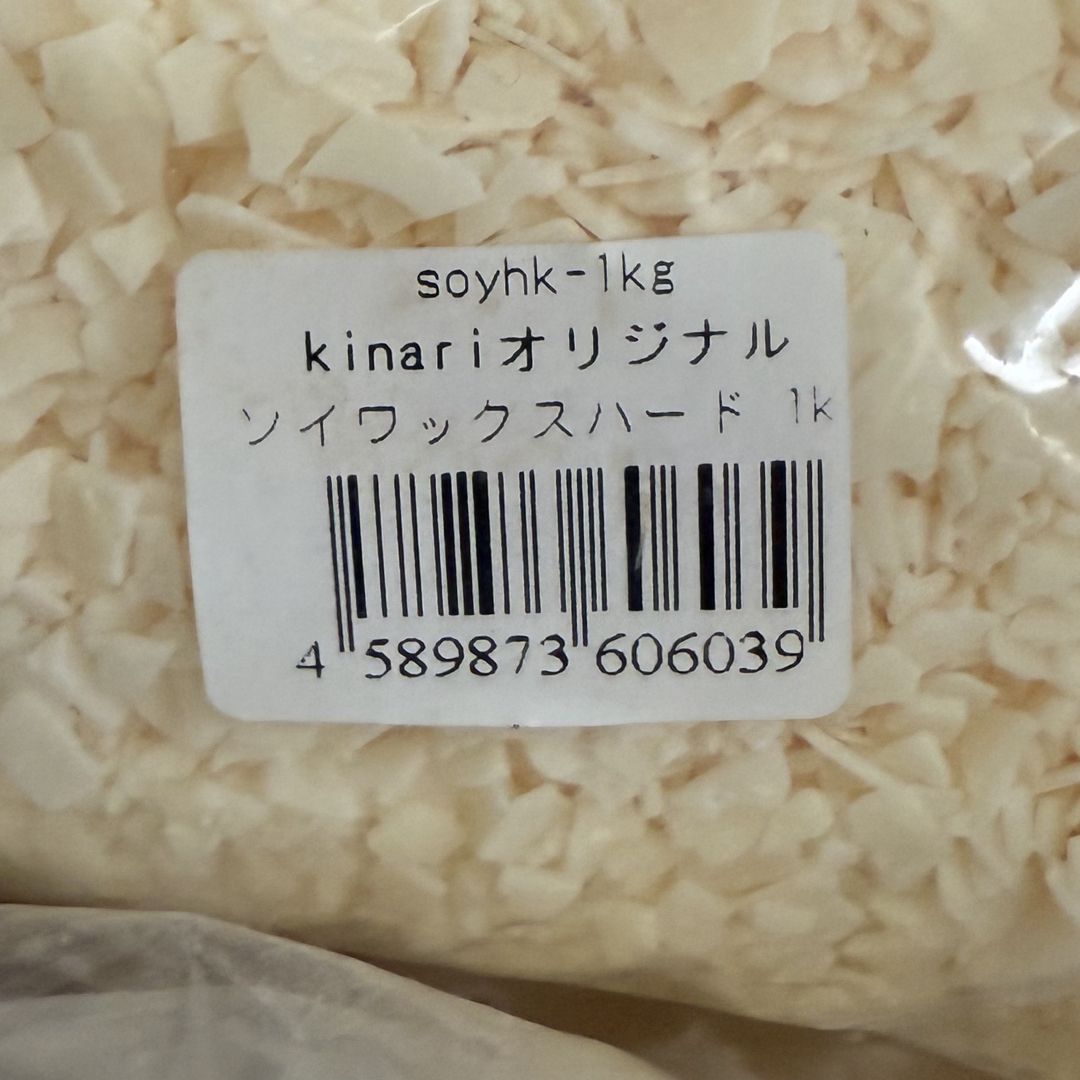 soyhk-1kg
kinariオリジナル
ソイワックスハード 1k
4 589873 606039